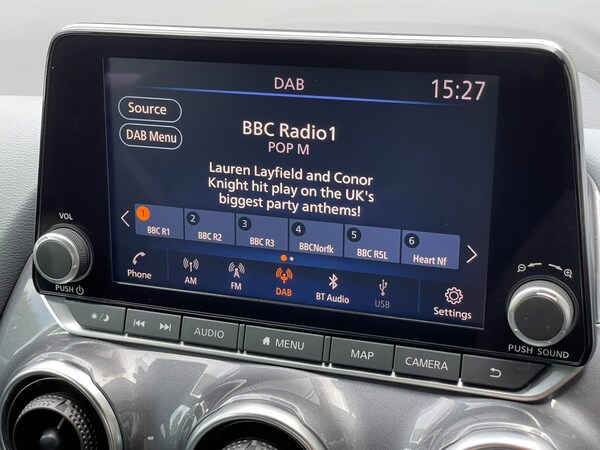 DAB
15:27
Source
DAB Menu
BBC Radio1
POP M
Lauren Layfield and Conor
Knight hit play on the UK's
biggest party anthems!
1
BBC R1
2
BBC R2
3
BBC R3
4
BBCNorfk
5
BBC R5L
6
Heart Nf
Phone
AM
FM
DAB
BT Audio
USB
Settings
VOL
PUSH
PUSH SOUND
AUDIO
MENU
MAP
CAMERA